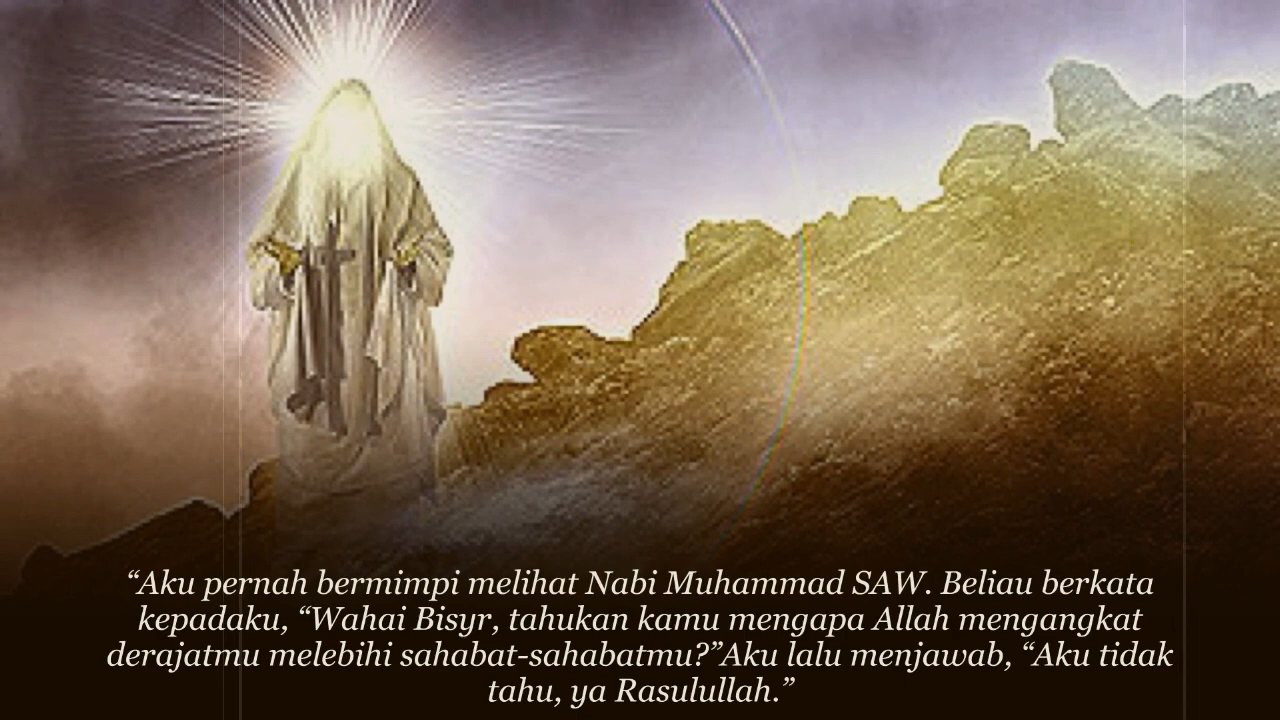 “Aku pernah bermimpi melihat Nabi Muhammad SAW. Beliau berkata
kepadaku, “Wahai Bisyr, tahukan kamu mengapa Allah mengangkat
derajatmu melebihi sahabat-sahabatmu?”Aku lalu menjawab, “Aku tidak
tahu, ya Rasulullah.”